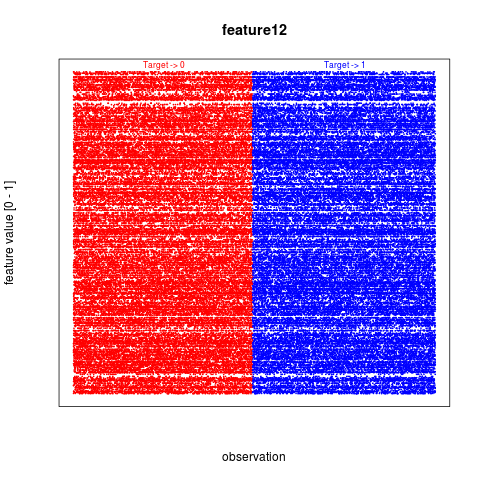 feature12
Target -> 0 Target -> 1
feature value [0 - 1]
observation